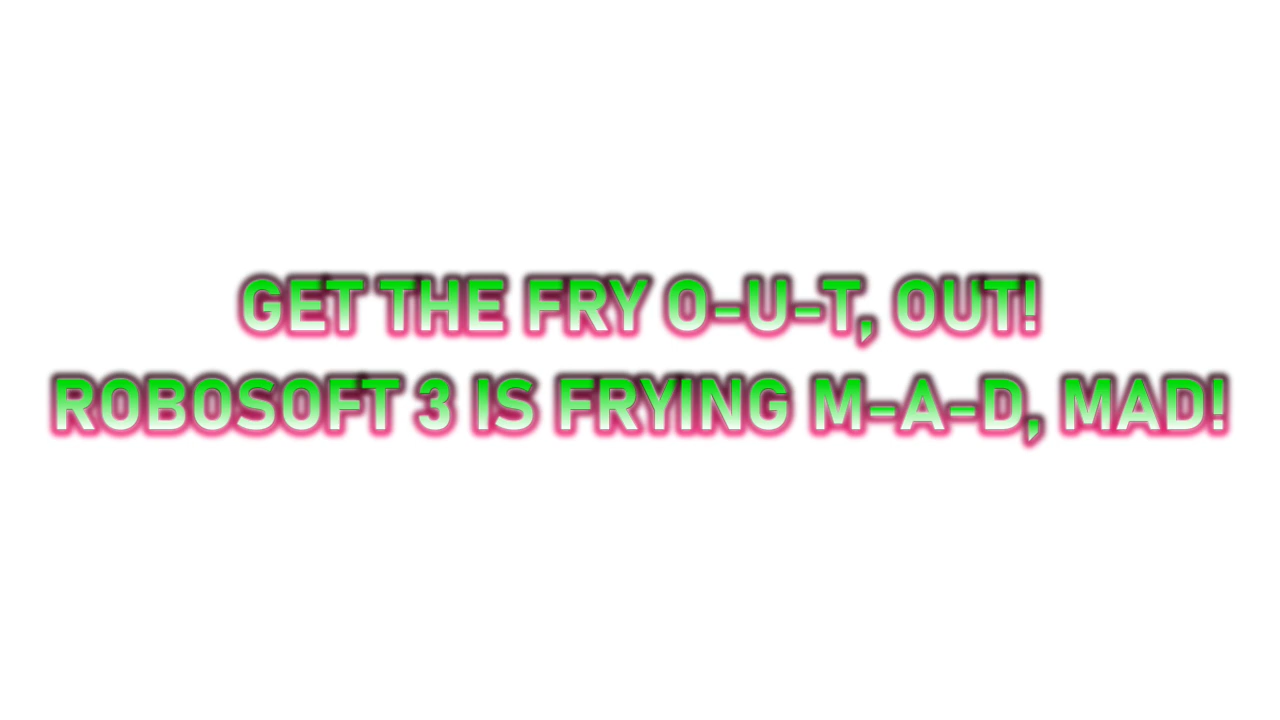 GET THE FRY O-U-T, OUT!
ROBOSOFT 3 IS FRYING M-A-D, MAD!